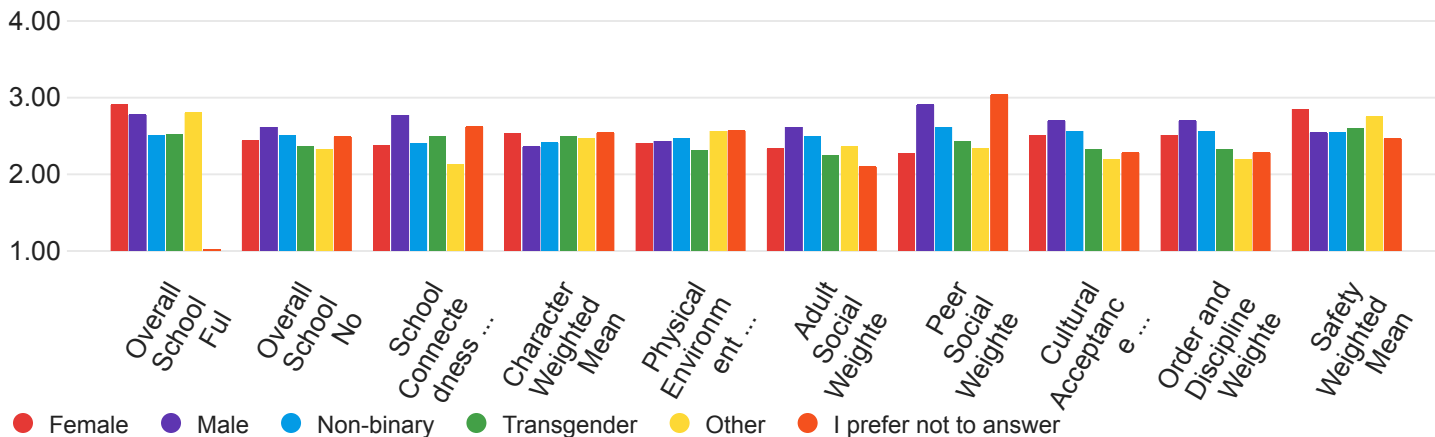 4.00
3.00
2.00
1.00
Overall
School
Ful
Overall
School
No
School
Connecte
dness ...
Character
Weighted
Mean
Physical
Environm
ent ...
Adult
Social
Weighte
Peer
Social
Weighte
Cultural
Acceptanc
e ...
Order and
Discipline
Weighte
Safety
Weighted
Mean
Female
Male
Non-binary
Transgender
Other
I prefer not to answer